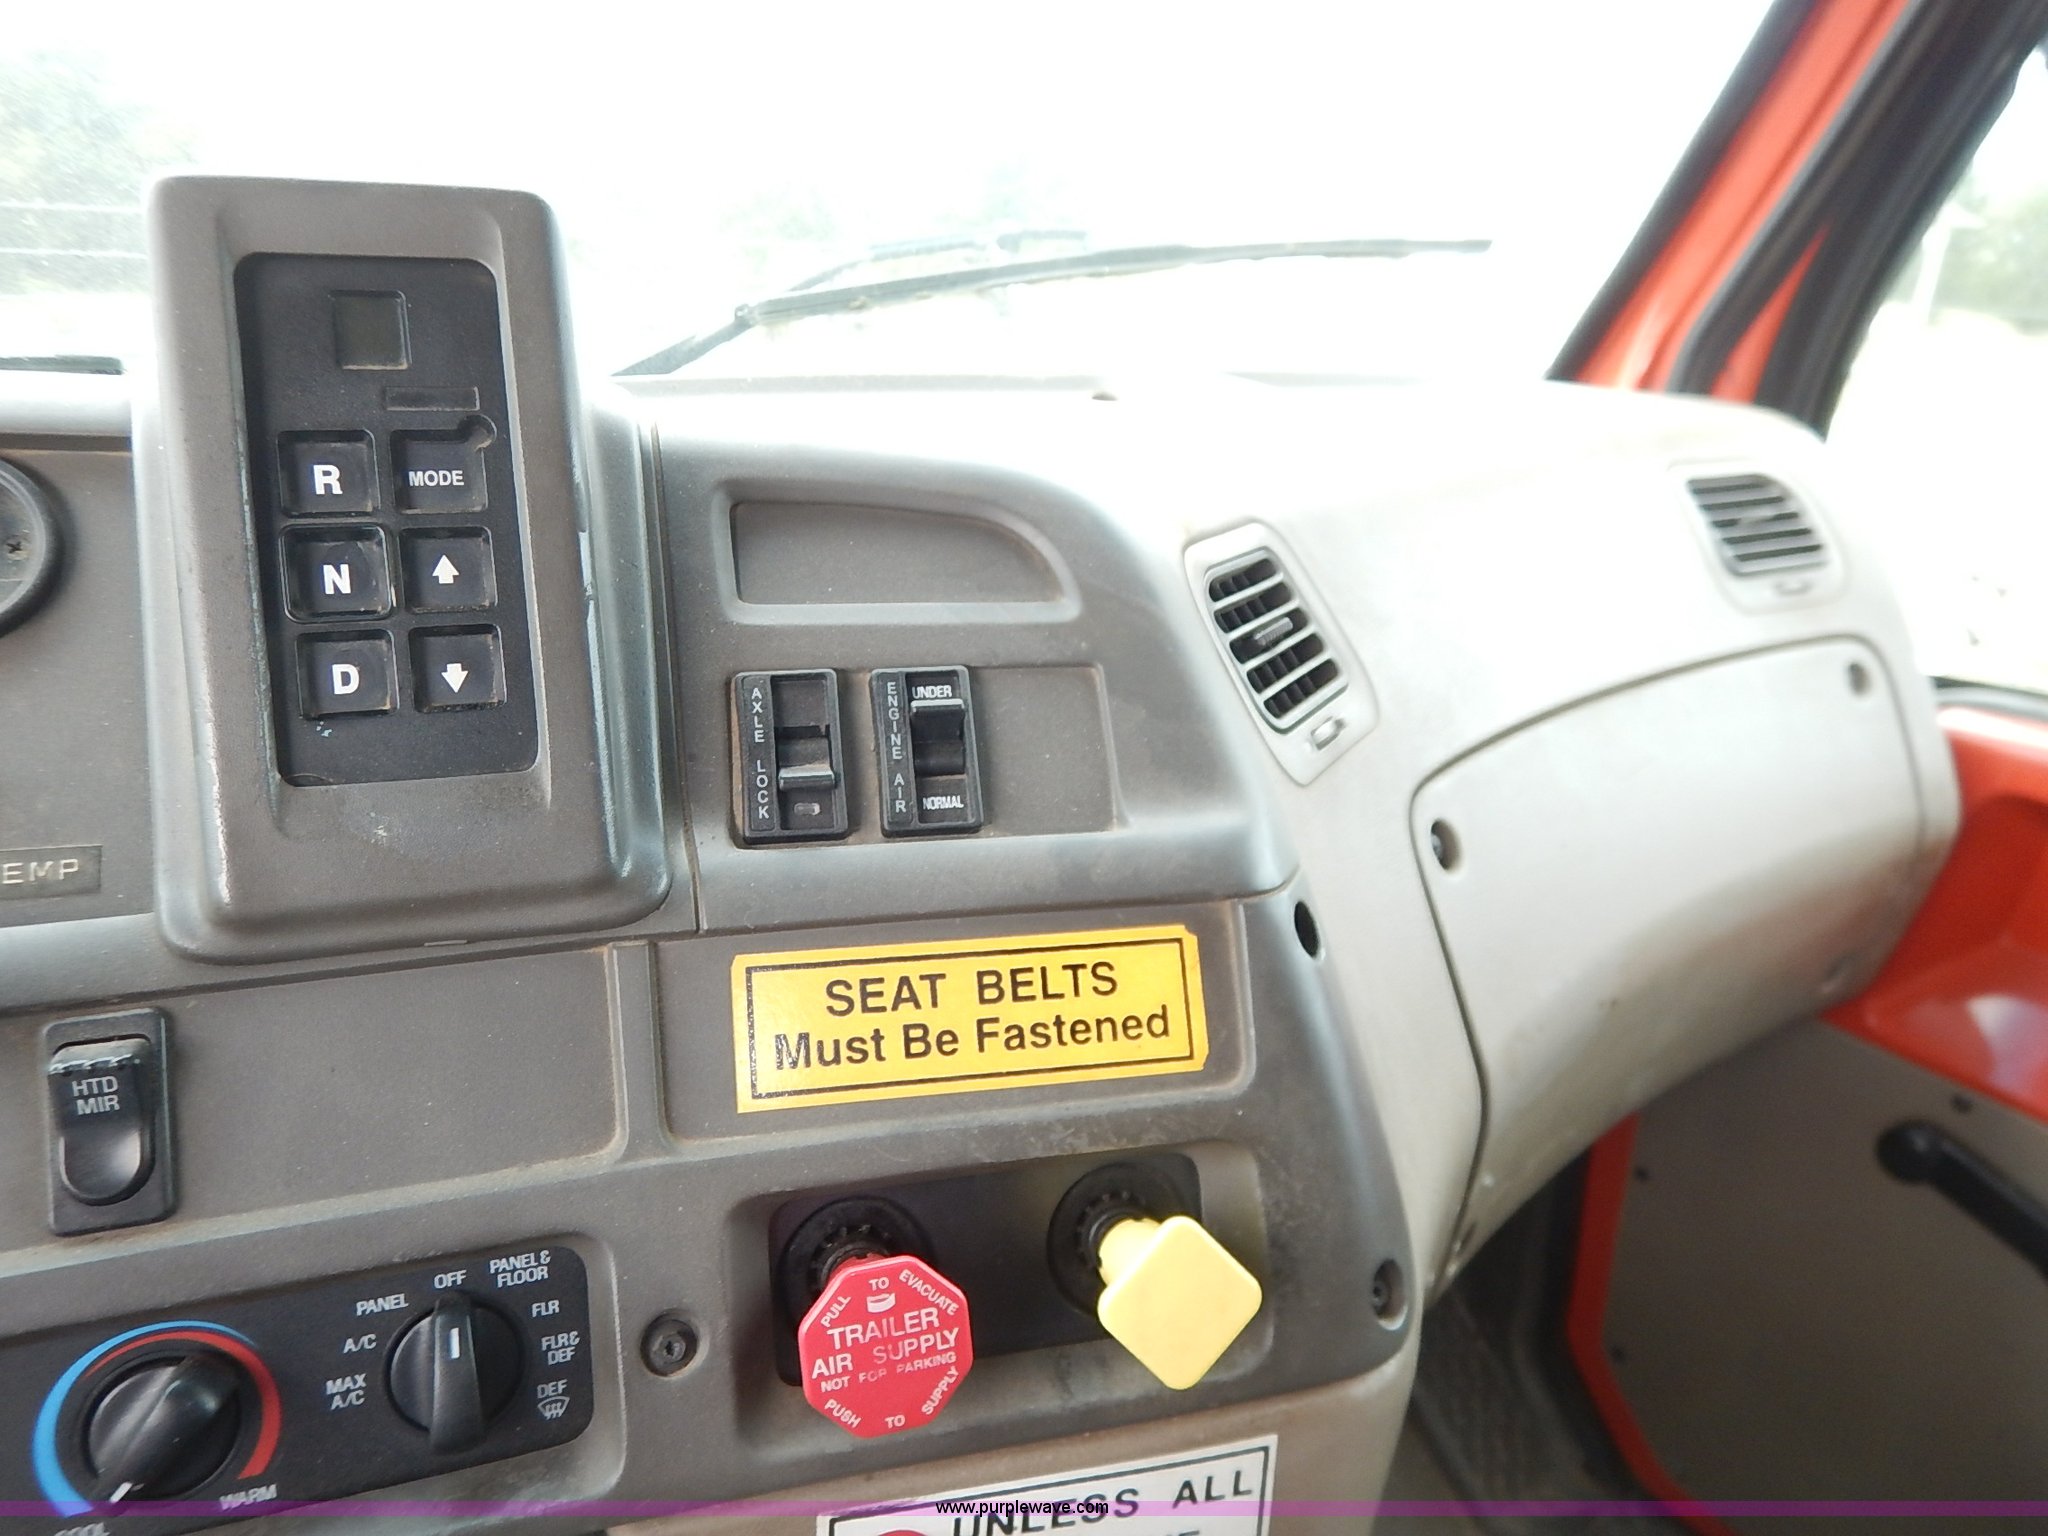 R
MODE
N
D
AXLE LOCK
ENGINE AIR
UNDER
NORMAL
EMP
SEAT BELTS
Must Be Fastened
HTD
MIR
PANEL
OFF
PANEL &
FLOOR
A/C
FLR
MAX
A/C
FLR &
DEF
DEF
WARM
COOL
PULL TO EVACUATE
TRAILER
AIR SUPPLY
NOT FOR PARKING
PUSH TO SUPPLY
UNLESS ALL
www.purplewave.com